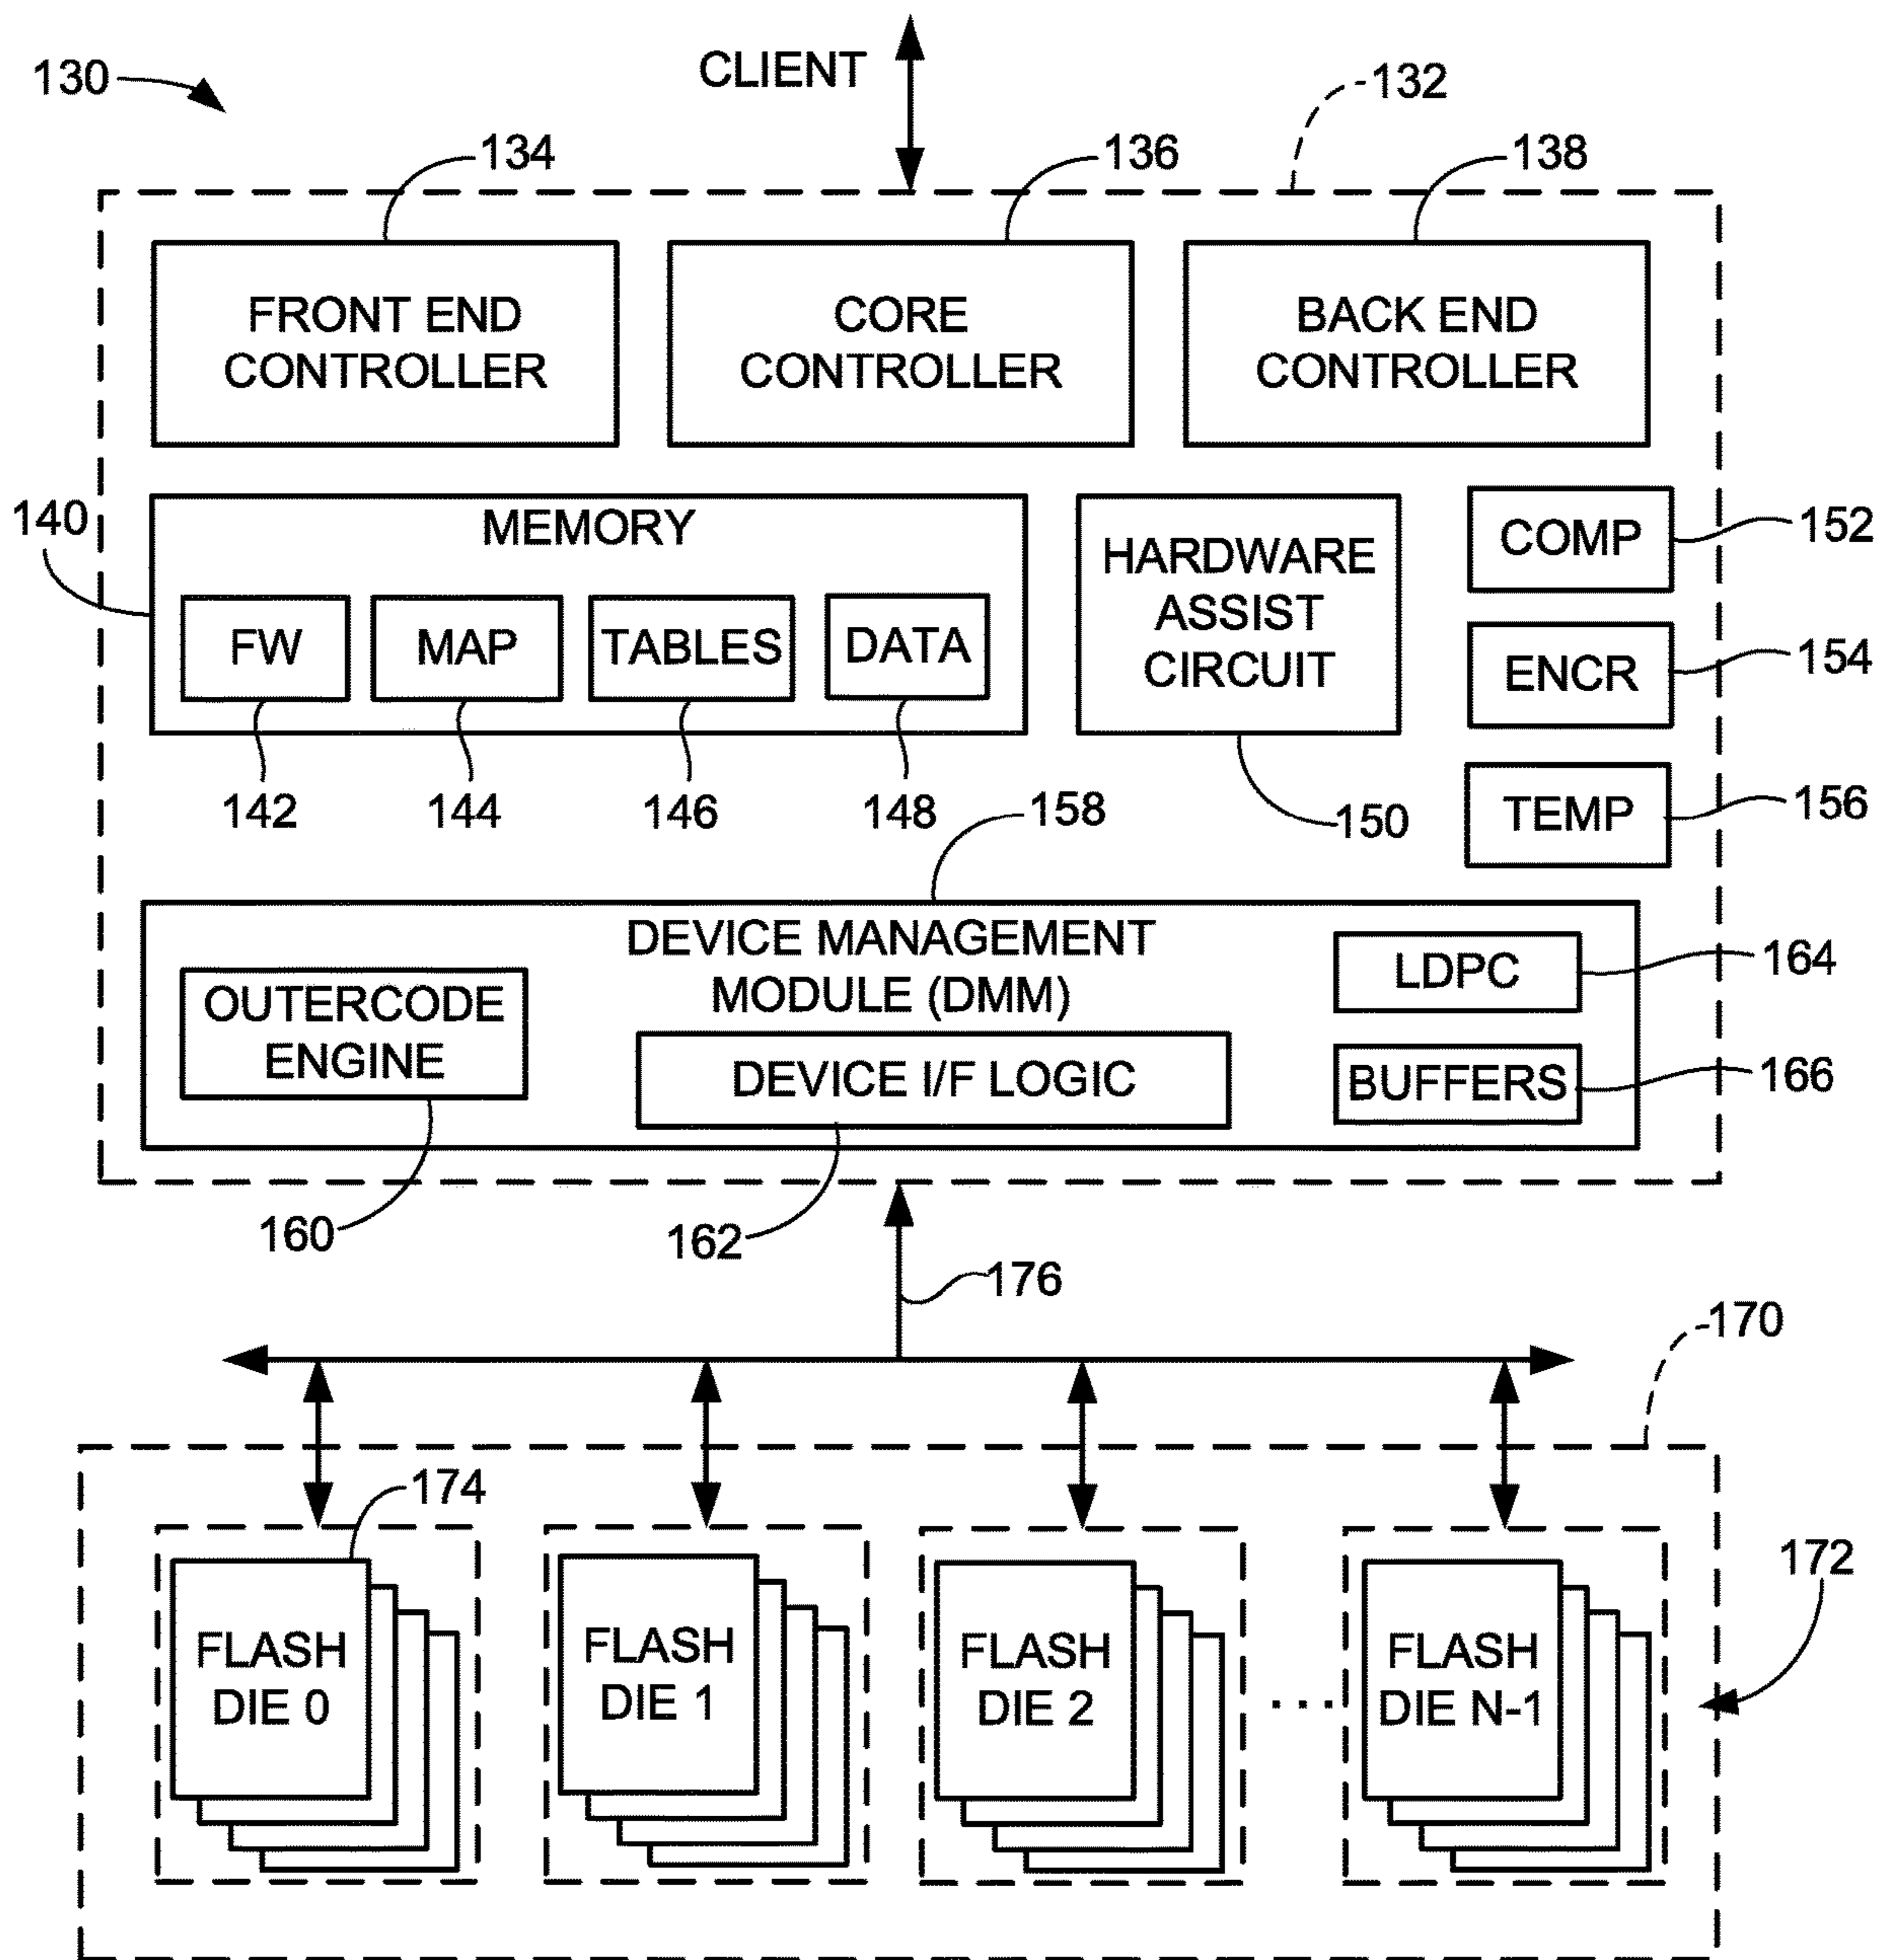 CLIENT
130
132
134
136
138
FRONT END
CONTROLLER
CORE
CONTROLLER
BACK END
CONTROLLER
140
MEMORY
FW
MAP
TABLES
DATA
142
144
146
148
HARDWARE
ASSIST
CIRCUIT
150
COMP
152
ENCR
154
TEMP
156
158
DEVICE MANAGEMENT
MODULE (DMM)
OUTERCODE
ENGINE
DEVICE I/F LOGIC
LDPC
164
BUFFERS
166
160
162
176
170
174
172
FLASH
DIE 0
FLASH
DIE 1
FLASH
DIE 2
...
FLASH
DIE N-1